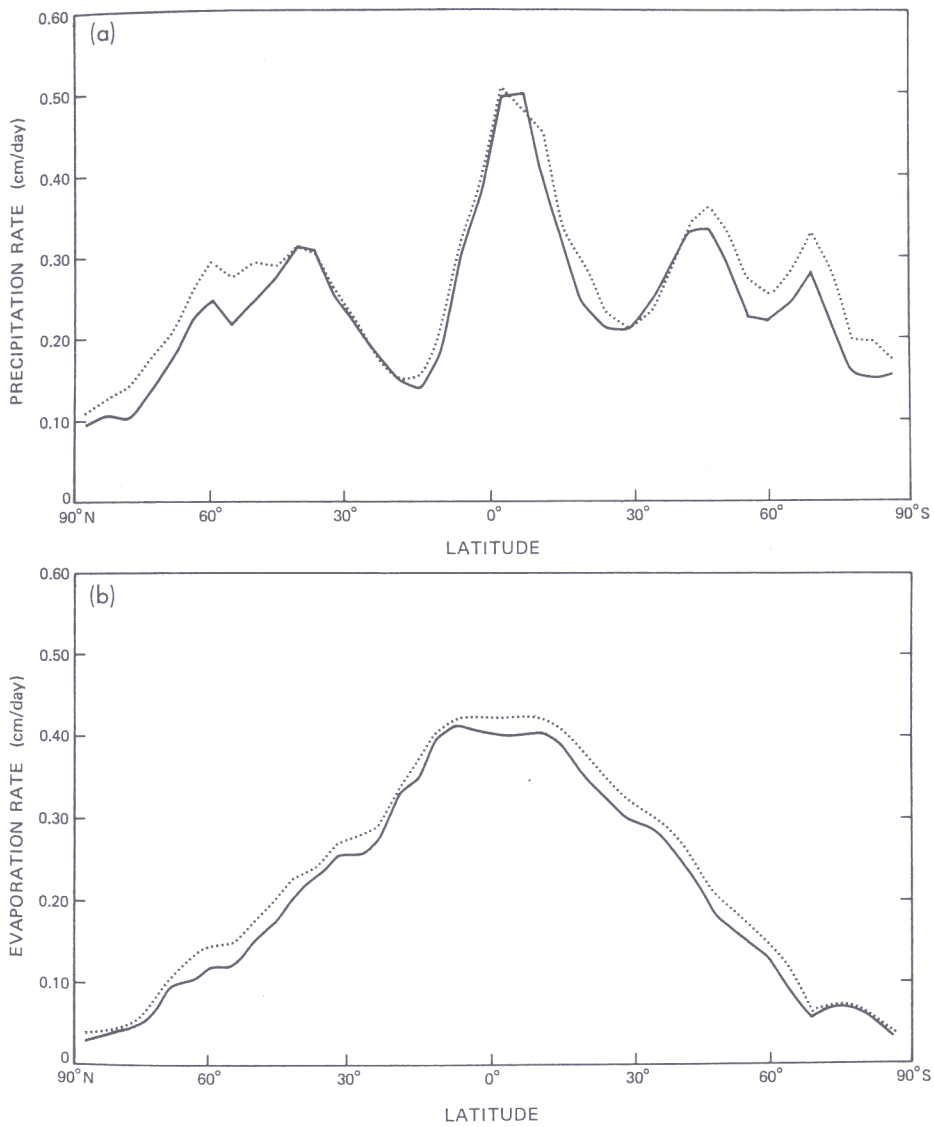 (a)
0.60
0.50
0.40
0.30
0.20
0.10
0
PRECIPITATION RATE (cm/day)
90°N 60° 30° 0° 30° 60° 90°S
LATITUDE
(b)
0.60
0.50
0.40
0.30
0.20
0.10
0
EVAPORATION RATE (cm/day)
90°N 60° 30° 0° 30° 60° 90°S
LATITUDE